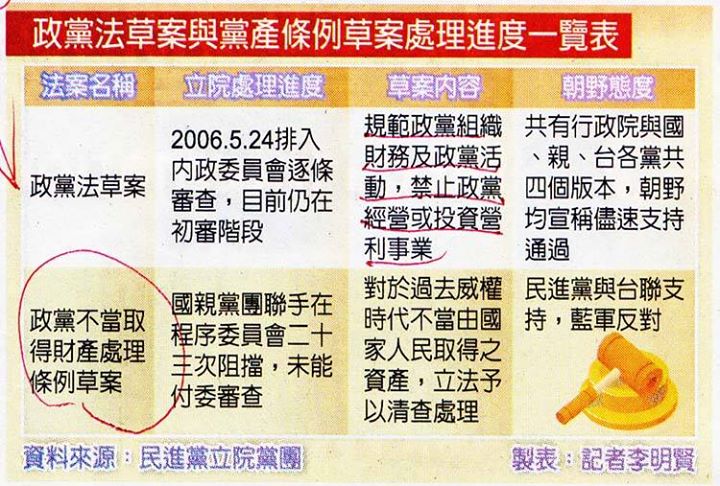 政黨法草案與黨產條例草案處理進度一覽表
法案名稱
立院處理進度
草案內容
朝野態度
政黨法草案
2006.5.24排入
內政委員會逐條
審查，目前仍在
初審階段
規範政黨組織
財務及政黨活
動，禁止政黨
經營或投資營
利事業
共有行政院與國
、親、台各黨共
四個版本，朝野
均宣稱儘速支持
通過
政黨不當取
得財產處理
條例草案
國親黨團聯手在
程序委員會二十
三次阻擋，未能
付委審查
對於過去威權
時代不當由國
家人民取得之
資產，立法予
以清查處理
民進黨與台聯支
持，藍軍反對
資料來源：民進黨立院黨團
製表：記者李明賢